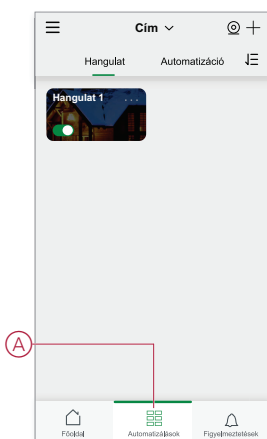 Cím
Hangulat Automatizáció
Hangulat 1 ...
A
Főoldal Automatizálások Figyelmeztetések